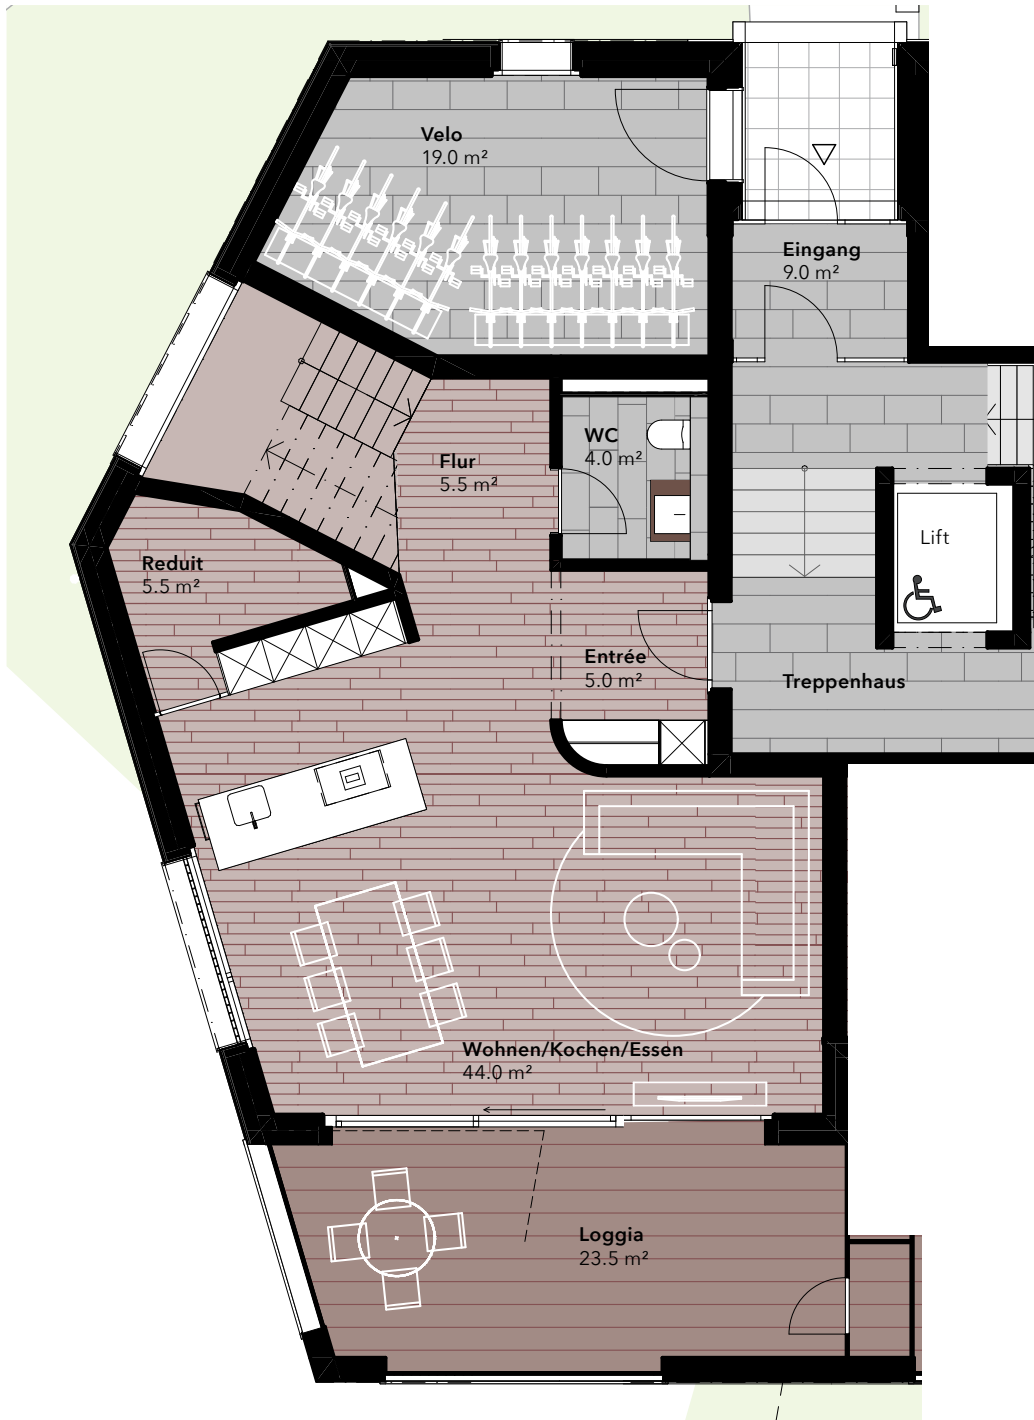 Velo
19.0 m²
Eingang
9.0 m²
WC
4.0 m²
Flur
5.5 m²
Lift
Reduit
5.5 m²
Entrée
5.0 m²
Treppenhaus
Wohnen/Kochen/Essen
44.0 m²
Loggia
23.5 m²